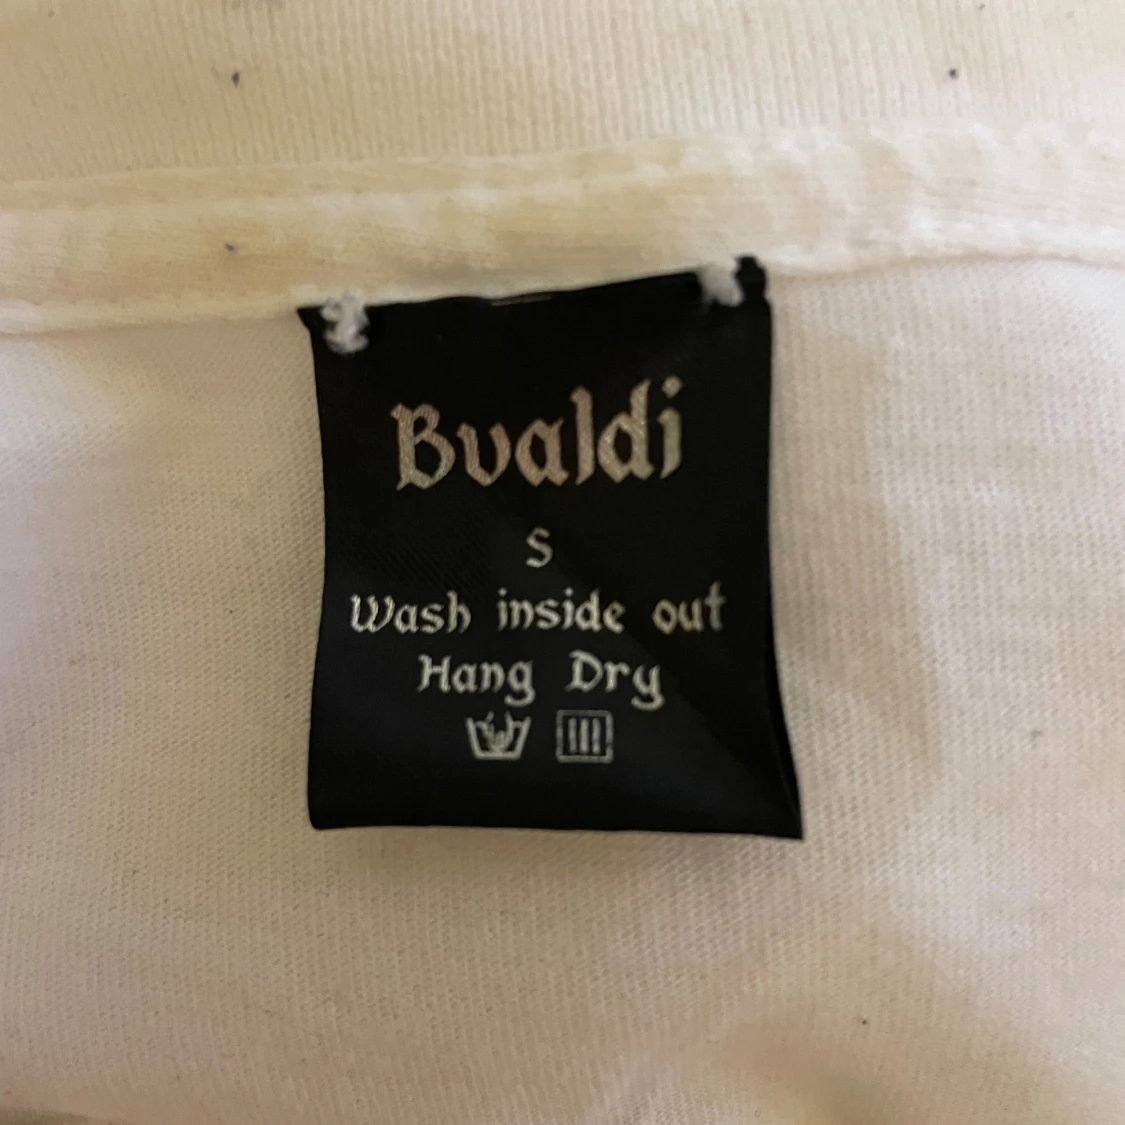 Bvaldi
S
Wash inside out
Hang Dry